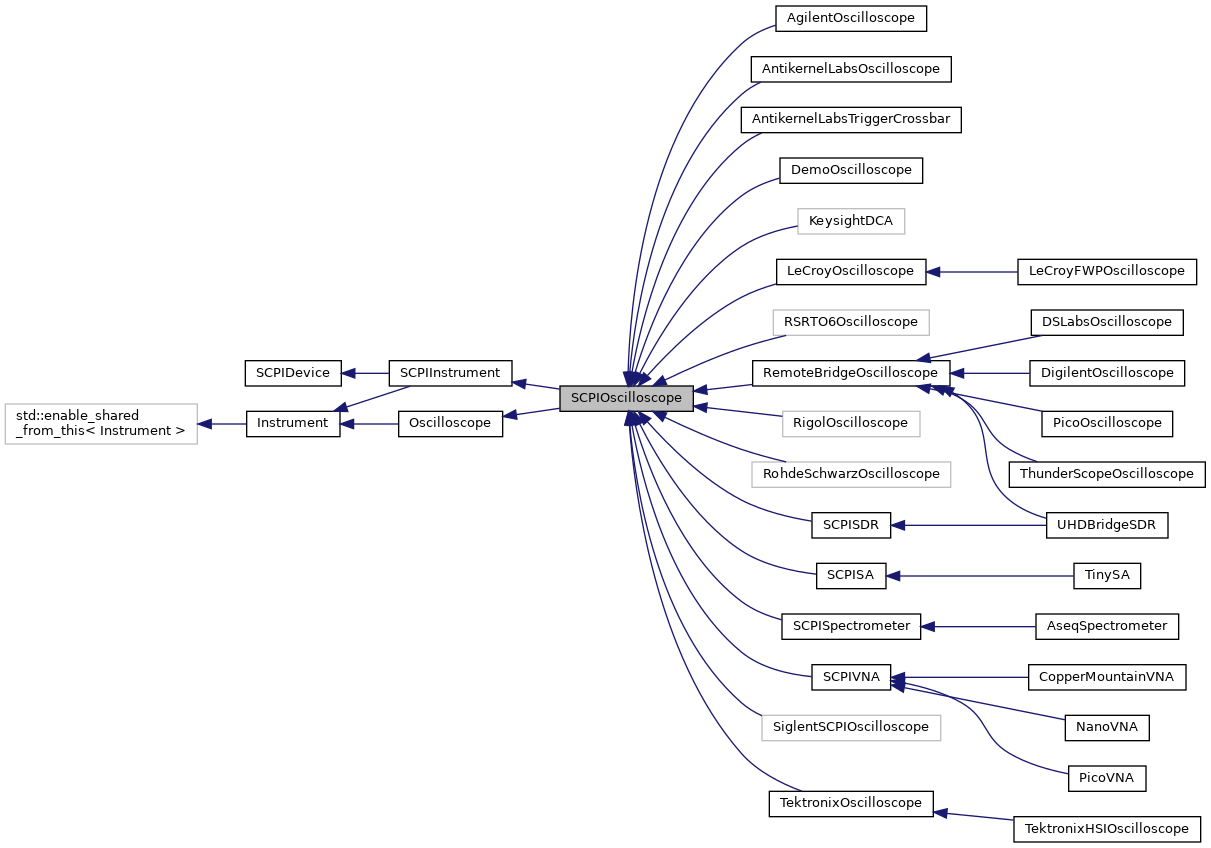 AgilentOscilloscope
AntikernelLabsOscilloscope
AntikernelLabsTriggerCrossbar
DemoOscilloscope
KeysightDCA
LeCroyOscilloscope
LeCroyFWPOscilloscope
RSRTO6Oscilloscope
DSLabsOscilloscope
SCPIDevice
SCPIInstrument
RemoteBridgeOscilloscope
DigilentOscilloscope
SCPIOscilloscope
std::enable_shared
_from_this< Instrument >
Instrument
Oscilloscope
RigolOscilloscope
PicoOscilloscope
RohdeSchwarzOscilloscope
ThunderScopeOscilloscope
SCPISDR
UHDBridgeSDR
SCPISA
TinySA
SCPISpectrometer
AseqSpectrometer
SCPIVNA
CopperMountainVNA
SiglentSCPIOscilloscope
NanoVNA
PicoVNA
TektronixOscilloscope
TektronixHSIOscilloscope